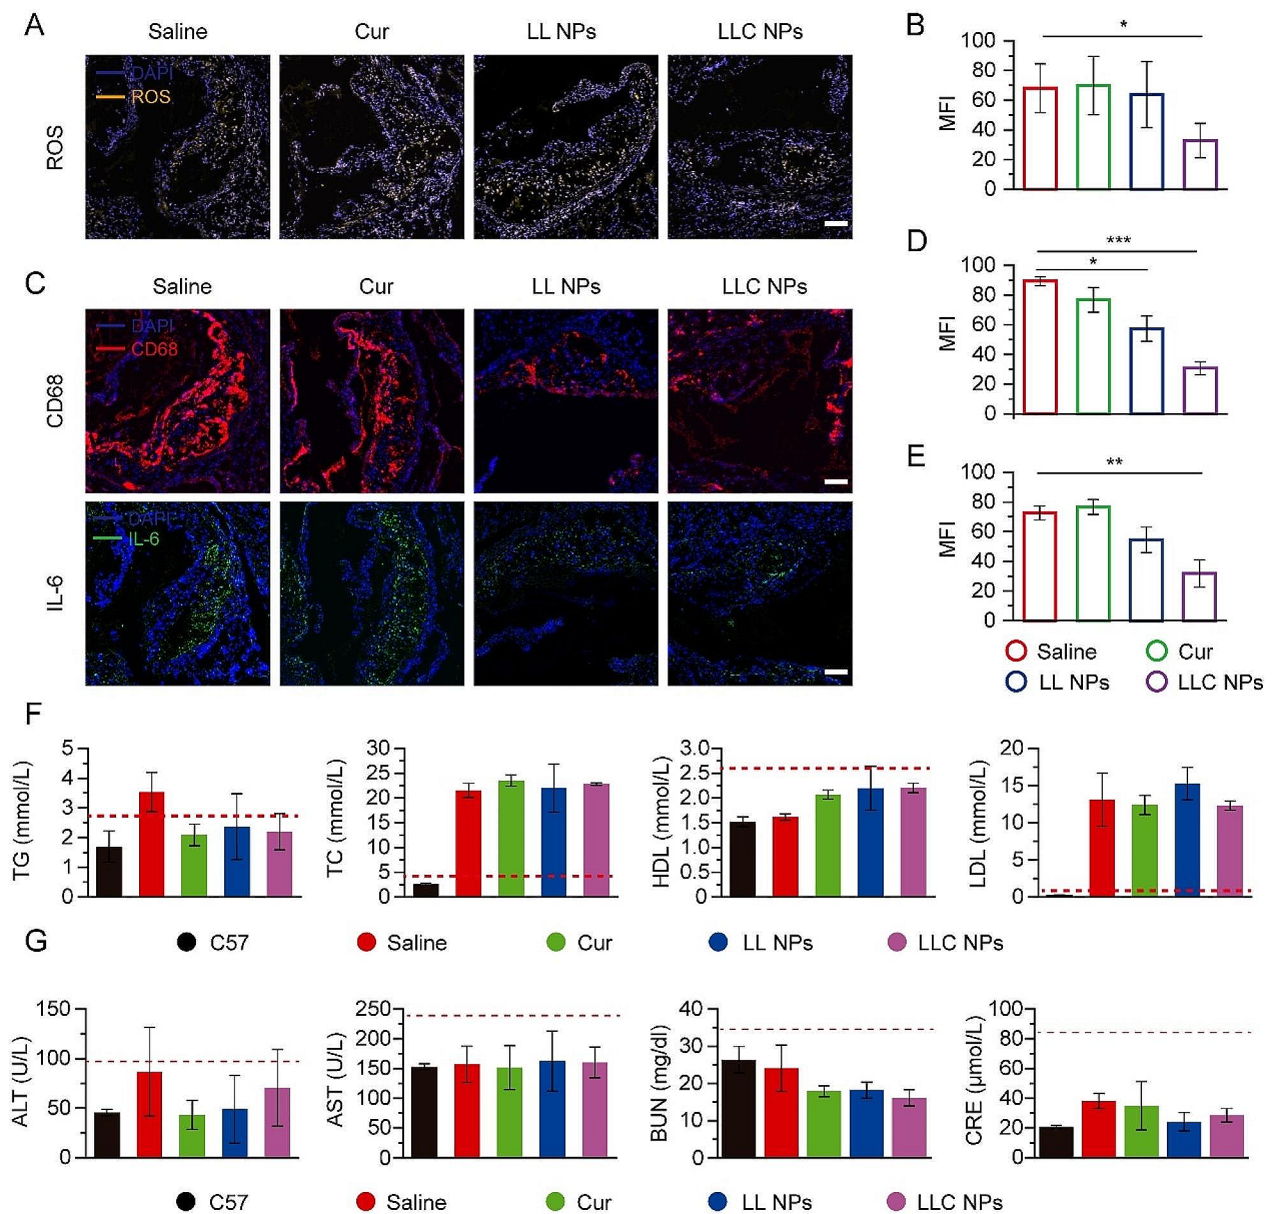 A
Saline Cur LL NPs LLC NPs
DAPI
ROS
ROS
B
*
MFI
100
80
60
40
20
0
C
Saline Cur LL NPs LLC NPs
DAPI
CD68
CD68
DAPI
IL-6
IL-6
D
***
*
MFI
100
80
60
40
20
0
E
**
MFI
100
80
60
40
20
0
Saline Cur
LL NPs LLC NPs
F
TG (mmol/L)
5
4
3
2
1
0
TC (mmol/L)
30
25
20
15
10
5
0
HDL (mmol/L)
3.0
2.5
2.0
1.5
1.0
0.5
0
LDL (mmol/L)
20
15
10
5
0
C57 Saline Cur LL NPs LLC NPs
G
ALT (U/L)
150
100
50
0
AST (U/L)
250
200
150
100
50
0
BUN (mg/dl)
40
30
20
10
0
CRE (μmol/L)
100
80
60
40
20
0
C57 Saline Cur LL NPs LLC NPs